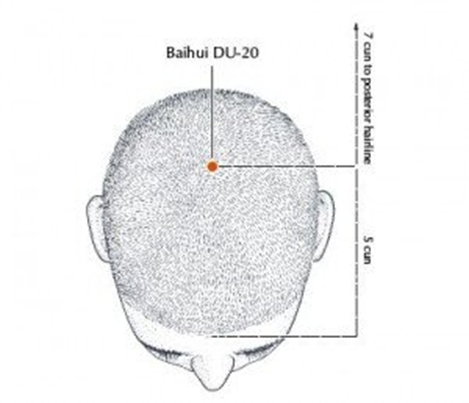 Baihui DU-20
7 cun to posterior hairline
5 cun